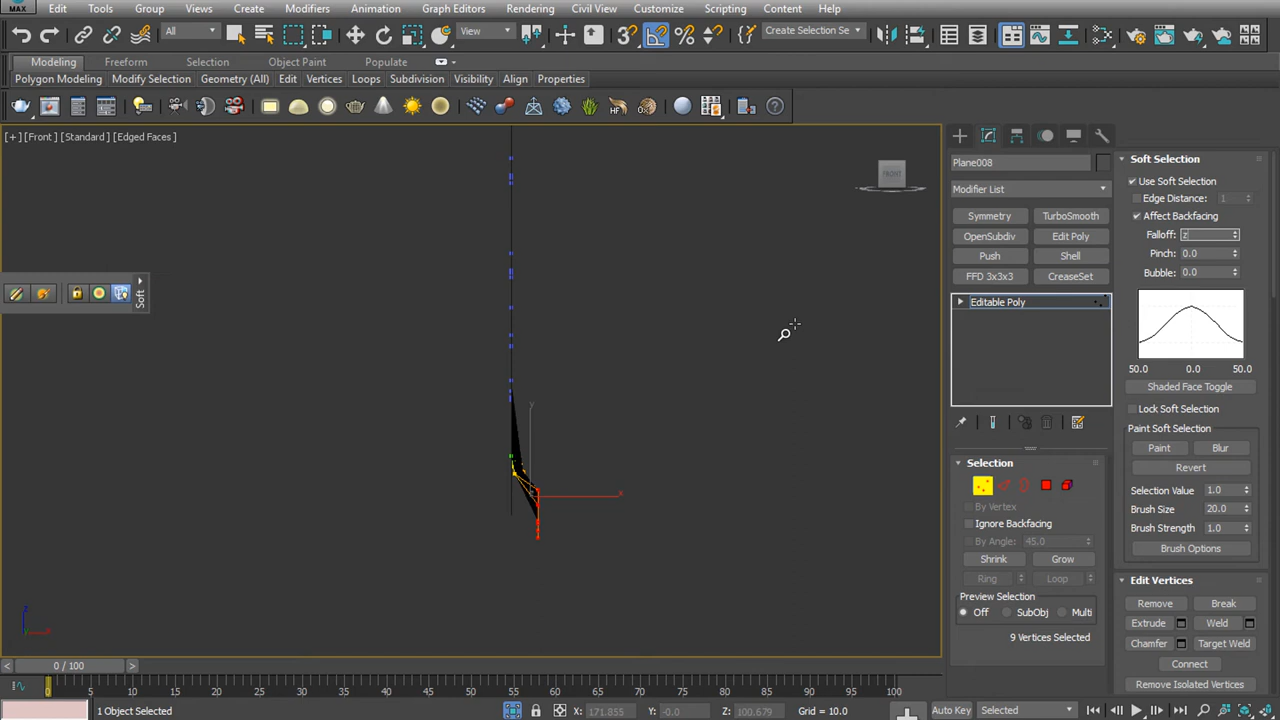 MAX Edit Tools Group Views Create Modifiers Animation Graph Editors Rendering Civil View Customize Scripting Content Help
All View Create Selection Se
Modeling Freeform Selection Object Paint Populate
Polygon Modeling Modify Selection Geometry (All) Edit Vertices Loops Subdivision Visibility Align Properties
[+] [Front] [Standard] [Edged Faces]
FRONT
Soft
y
x
z
x
Plane008
Modifier List
Symmetry TurboSmooth
OpenSubdiv Edit Poly
Push Shell
FFD 3x3x3 CreaseSet
Editable Poly
Selection
By Vertex
Ignore Backfacing
By Angle: 45.0
Shrink Grow
Ring Loop
Preview Selection
Off SubObj Multi
9 Vertices Selected
Soft Selection
Use Soft Selection
Edge Distance: 1
Affect Backfacing
Falloff: z
Pinch: 0.0
Bubble: 0.0
50.0 0.0 50.0
Shaded Face Toggle
Lock Soft Selection
Paint Soft Selection
Paint Blur
Revert
Selection Value 1.0
Brush Size 20.0
Brush Strength 1.0
Brush Options
Edit Vertices
Remove Break
Extrude Weld
Chamfer Target Weld
Connect
Remove Isolated Vertices
< 0 / 100 >
0 5 10 15 20 25 30 35 40 45 50 55 60 65 70 75 80 85 90 95 100
1 Object Selected X: 171.855 Y: -0.0 Z: 100.679 Grid = 10.0 Auto Key Selected